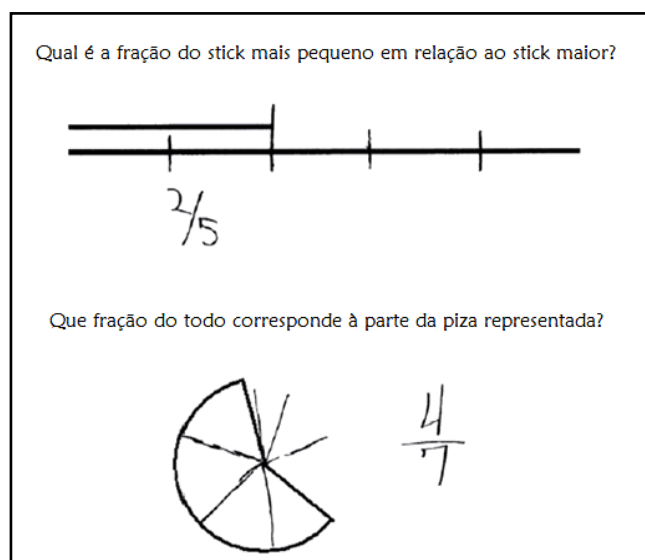 Qual é a fração do stick mais pequeno em relação ao stick maior?
2/5
Que fração do todo corresponde à parte da piza representada?
4/7